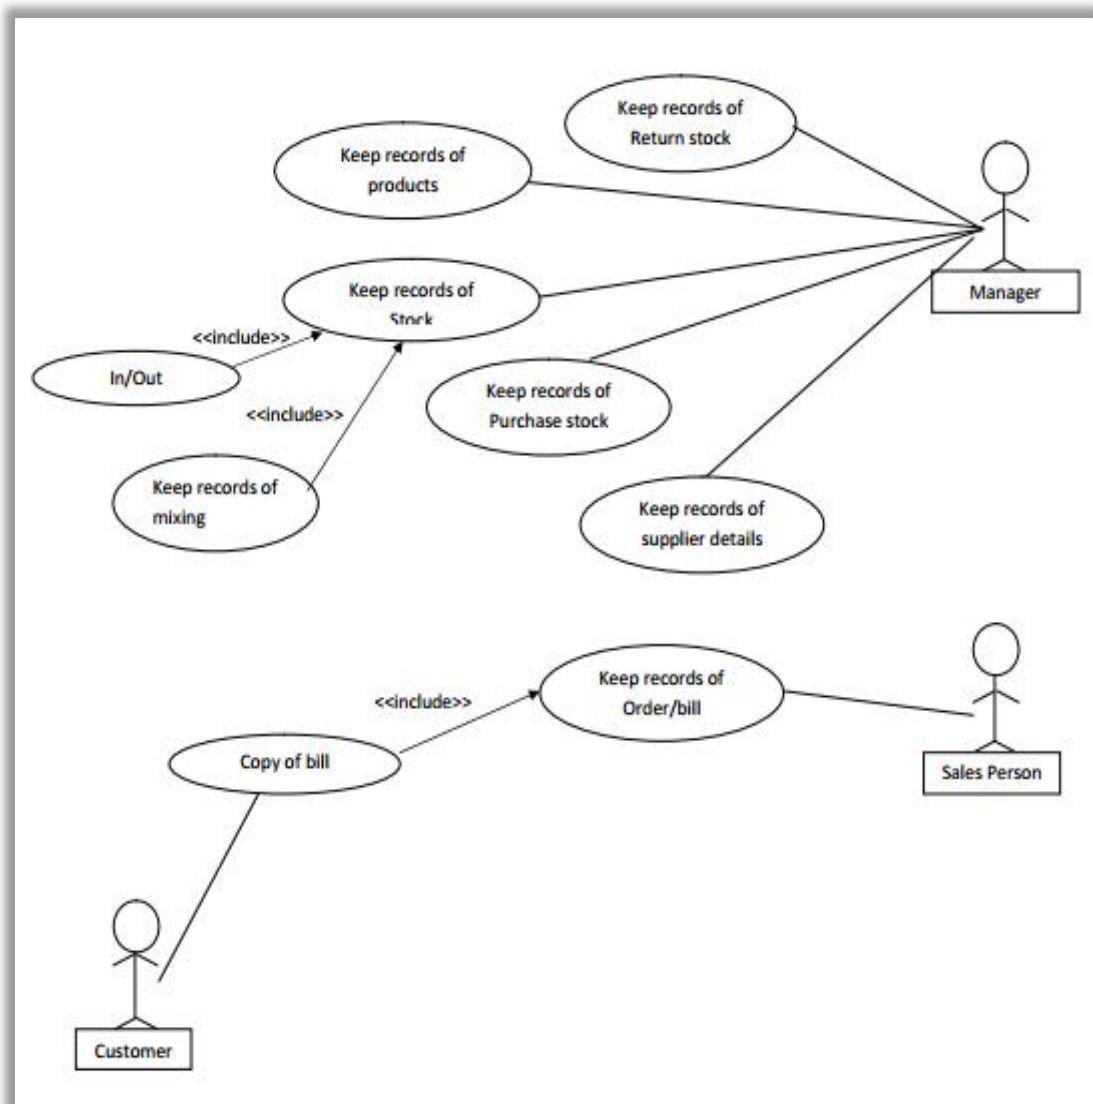 Keep records of
Return stock
Keep records of
products
Manager
Keep records of
Stock
<<include>>
In/Out
Keep records of
Purchase stock
<<include>>
Keep records of
mixing
Keep records of
supplier details
Keep records of
Order/bill
<<include>>
Copy of bill
Sales Person
Customer